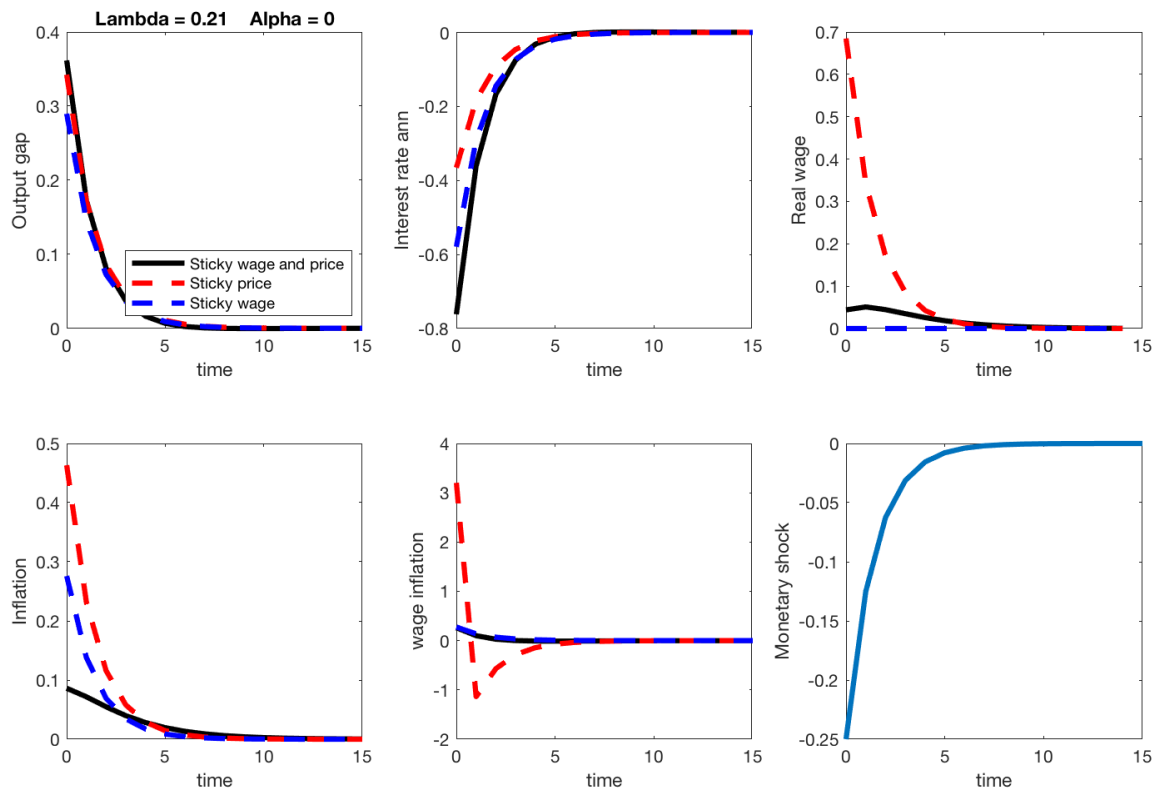 Lambda = 0.21 Alpha = 0
Output gap
0.4
0.3
0.2
0.1
0
0 5 10 15
time
Sticky wage and price
Sticky price
Sticky wage
Interest rate ann
0
-0.2
-0.4
-0.6
-0.8
0 5 10 15
time
Real wage
0.7
0.6
0.5
0.4
0.3
0.2
0.1
0
0 5 10 15
time
Inflation
0.5
0.4
0.3
0.2
0.1
0
0 5 10 15
time
wage inflation
4
3
2
1
0
-1
-2
0 5 10 15
time
Monetary shock
0
-0.05
-0.1
-0.15
-0.2
-0.25
0 5 10 15
time